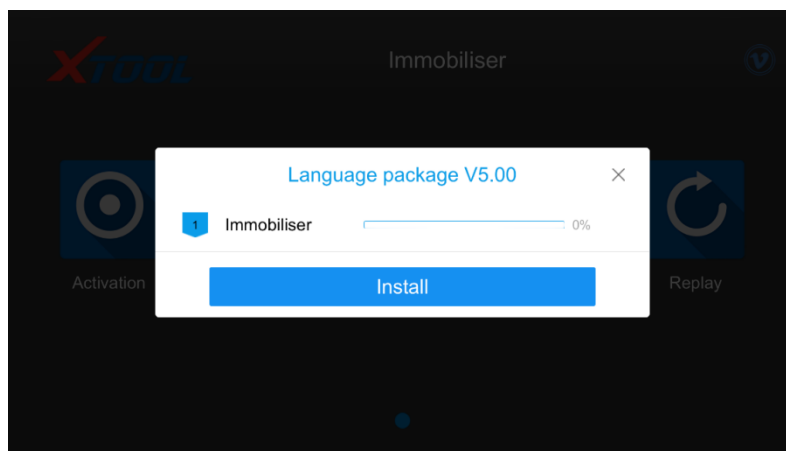 XTOOL
Immobiliser
Language package V5.00
1 Immobiliser 0%
Install
Activation
Replay